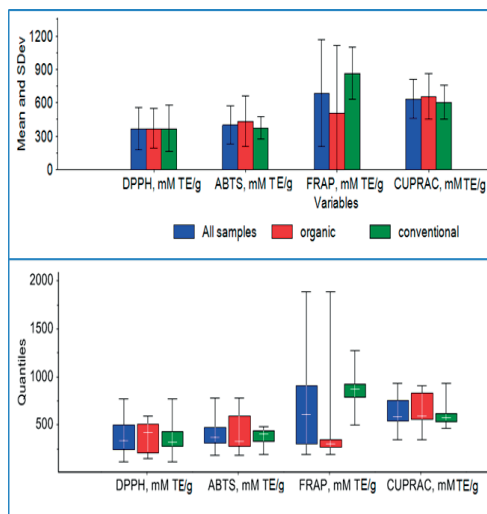 Mean and SDev
1200
900
600
300
0
DPPH, mM TE/g ABTS, mM TE/g FRAP, mM TE/g CUPRAC, mM TE/g
Variables
All samples organic conventional
Quantiles
2000
1500
1000
500
DPPH, mM TE/g ABTS, mM TE/g FRAP, mM TE/g CUPRAC, mM TE/g